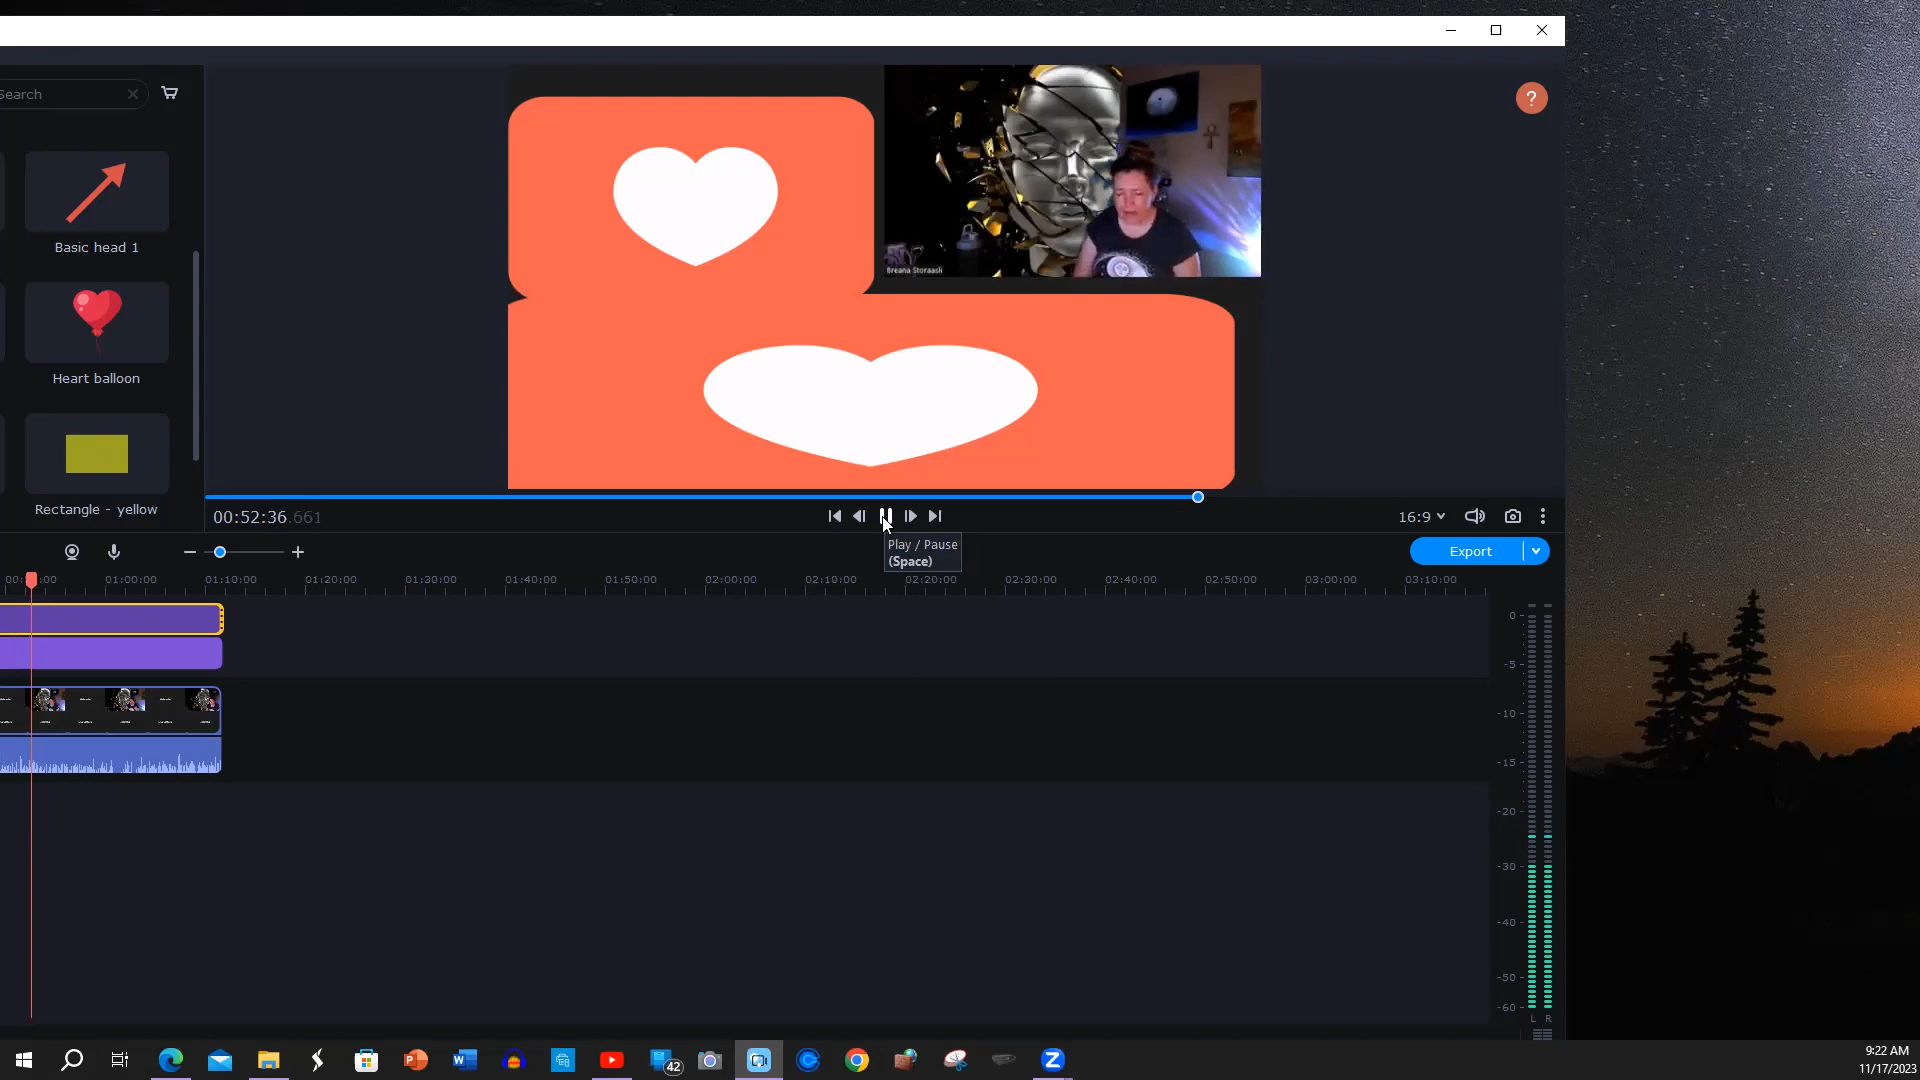 Search
?
Basic head 1
Heart balloon
Rectangle - yellow
Breana Storaasli
00:52:36.661
16:9
Play / Pause
(Space)
Export
01:00:00
01:10:00
01:20:00
01:30:00
01:40:00
01:50:00
02:00:00
02:10:00
02:20:00
02:30:00
02:40:00
02:50:00
03:00:00
03:10:00
0
-5
-10
-15
-20
-30
-40
-50
-60
L R
42
9:22 AM
11/17/2023